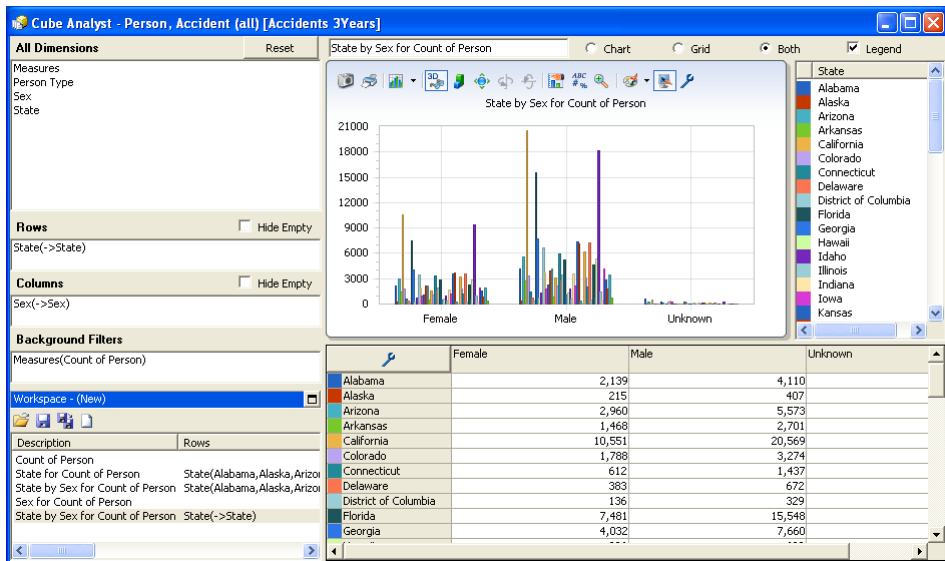 Cube Analyst - Person, Accident (all) [Accidents 3Years]
All Dimensions Reset
Measures
Person Type
Sex
State
Rows Hide Empty
State(->State)
Columns Hide Empty
Sex(->Sex)
Background Filters
Measures(Count of Person)
Workspace - (New)
Description Rows
Count of Person
State for Count of Person State(Alabama,Alaska,Arizo
State by Sex for Count of Person State(Alabama,Alaska,Arizo
Sex for Count of Person
State by Sex for Count of Person State(->State)
State by Sex for Count of Person Chart Grid Both Legend
3D ABC #%
State by Sex for Count of Person
21000
18000
15000
12000
9000
6000
3000
0
Female Male Unknown
State
Alabama
Alaska
Arizona
Arkansas
California
Colorado
Connecticut
Delaware
District of Columbia
Florida
Georgia
Hawaii
Idaho
Illinois
Indiana
Iowa
Kansas
Female Male Unknown
Alabama 2,139 4,110
Alaska 215 407
Arizona 2,960 5,573
Arkansas 1,468 2,701
California 10,551 20,569
Colorado 1,788 3,274
Connecticut 612 1,437
Delaware 383 672
District of Columbia 136 329
Florida 7,481 15,548
Georgia 4,032 7,660